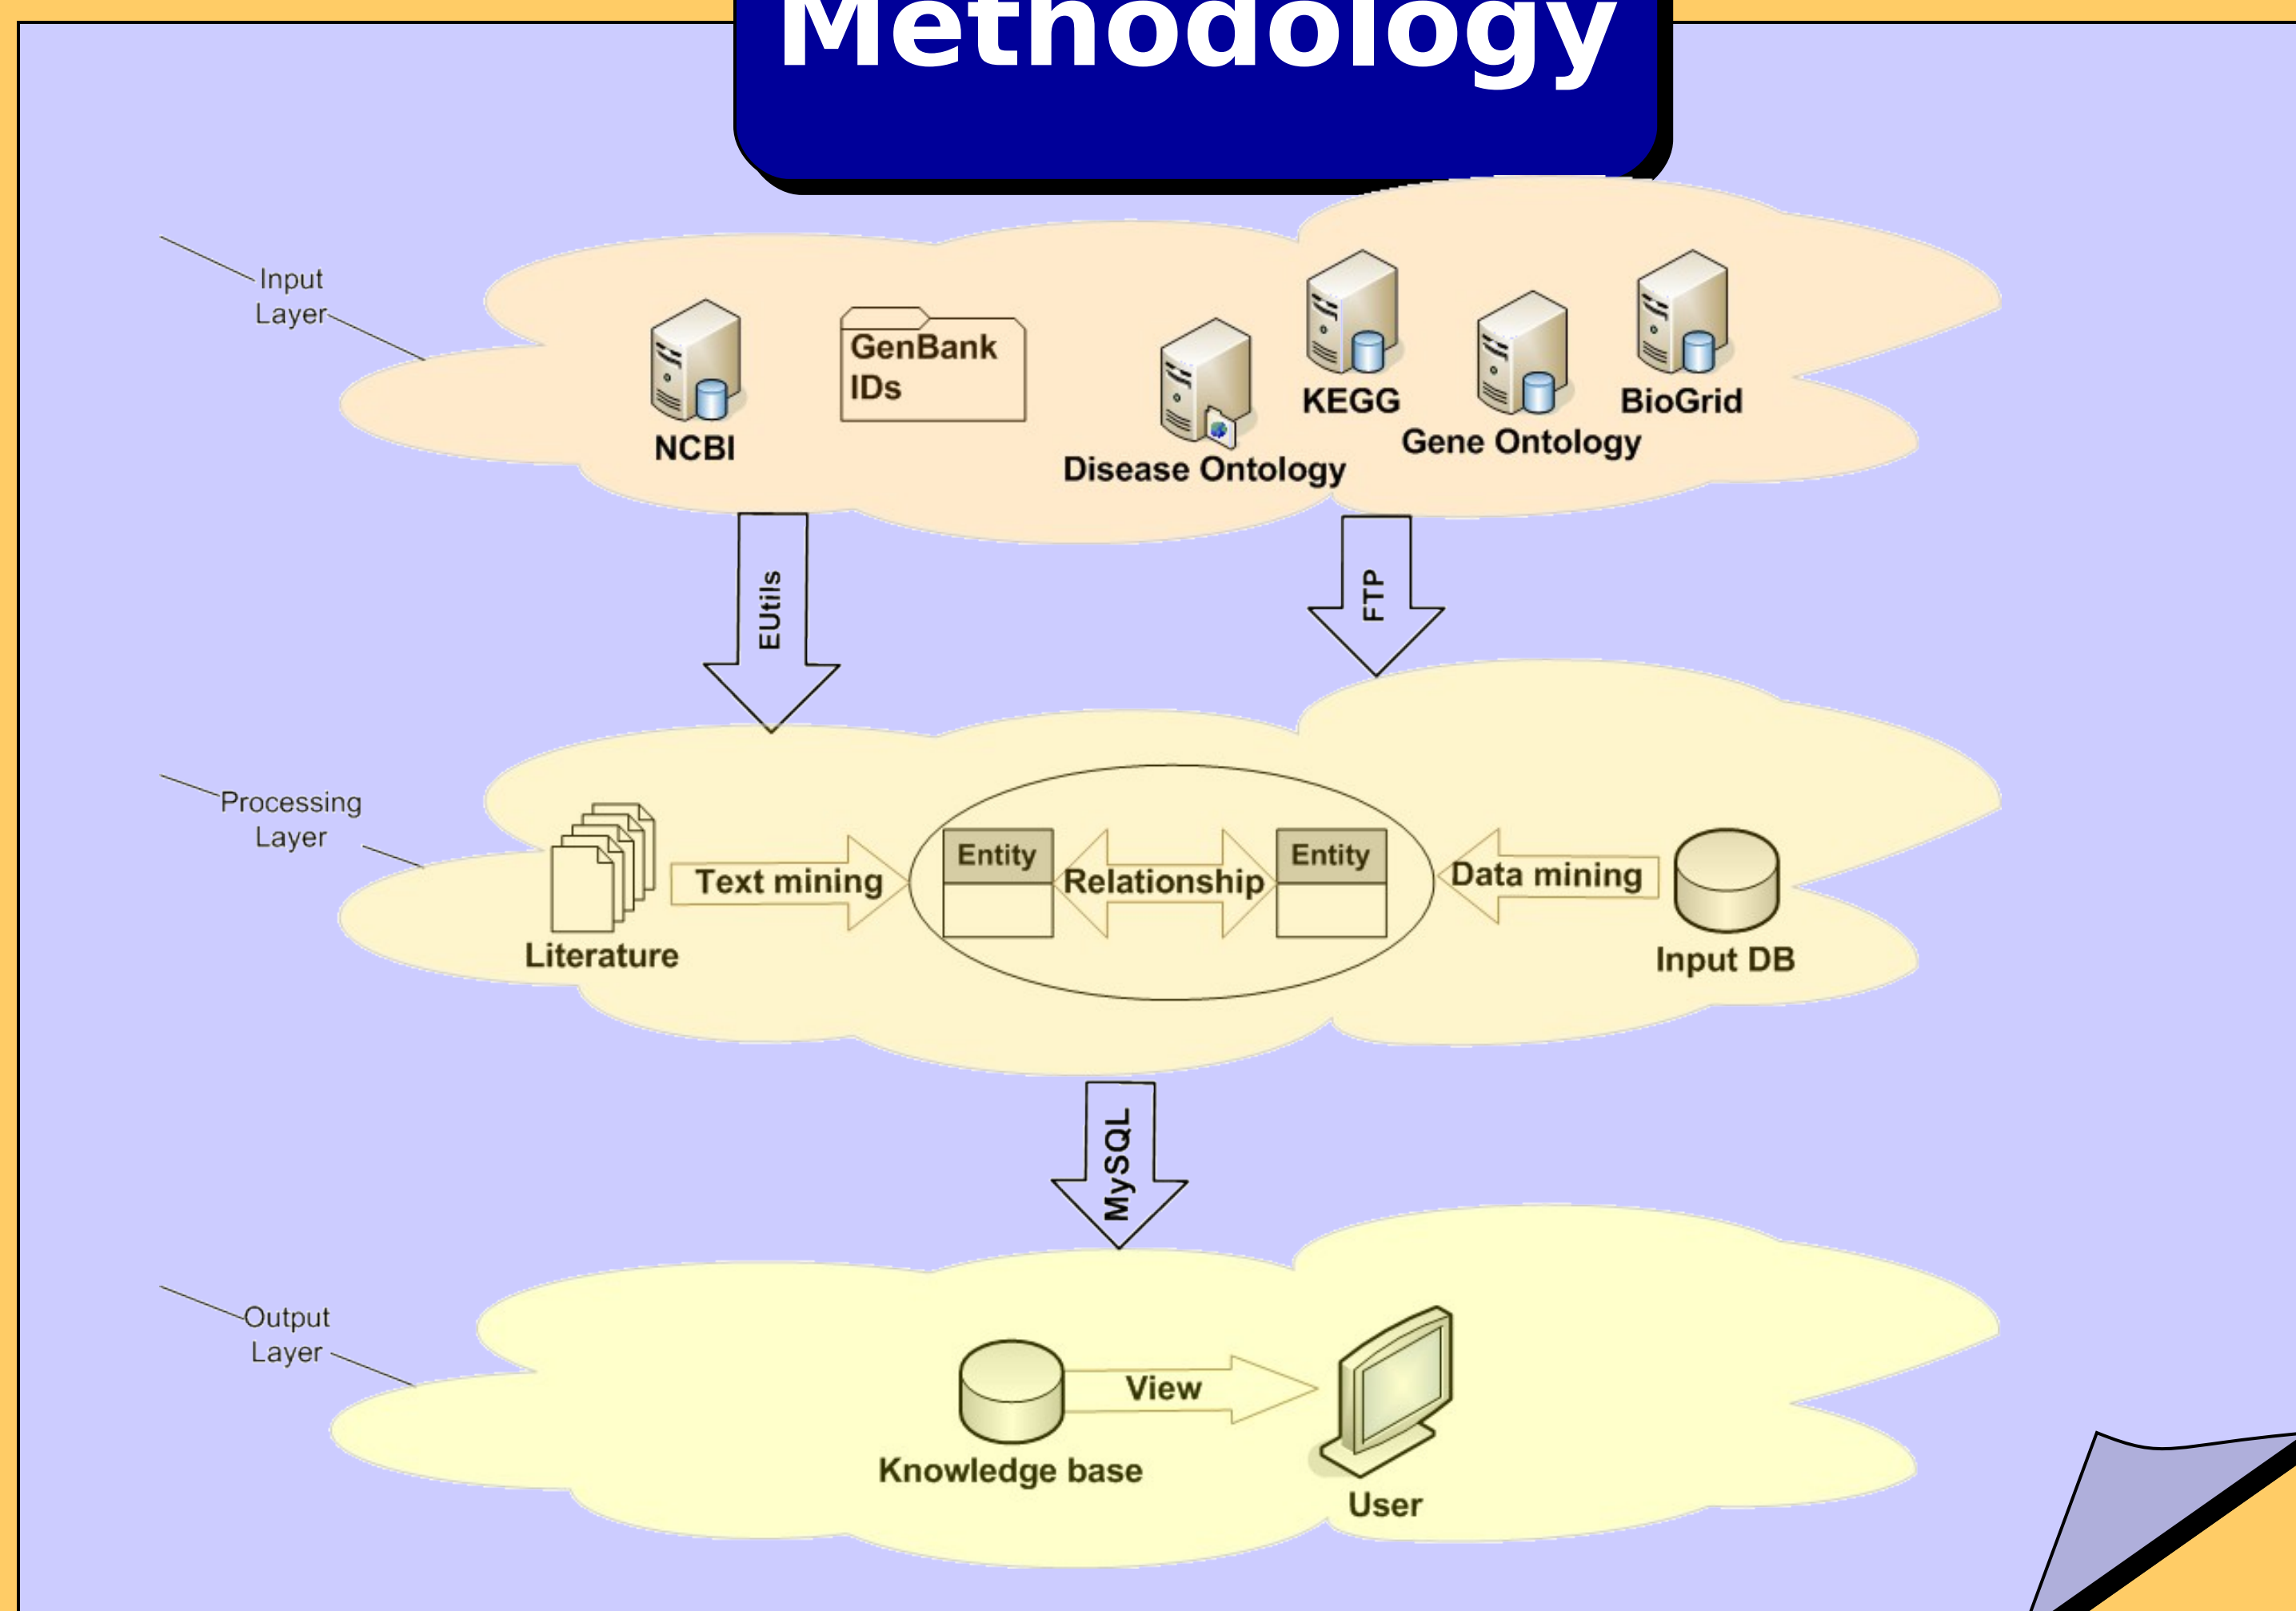 Methodology
Input
Layer
NCBI
GenBank
IDs
Disease Ontology
KEGG
Gene Ontology
BioGrid
EUtils
FTP
Processing
Layer
Literature
Text mining
Entity
Relationship
Entity
Data mining
Input DB
MySQL
Output
Layer
Knowledge base
View
User